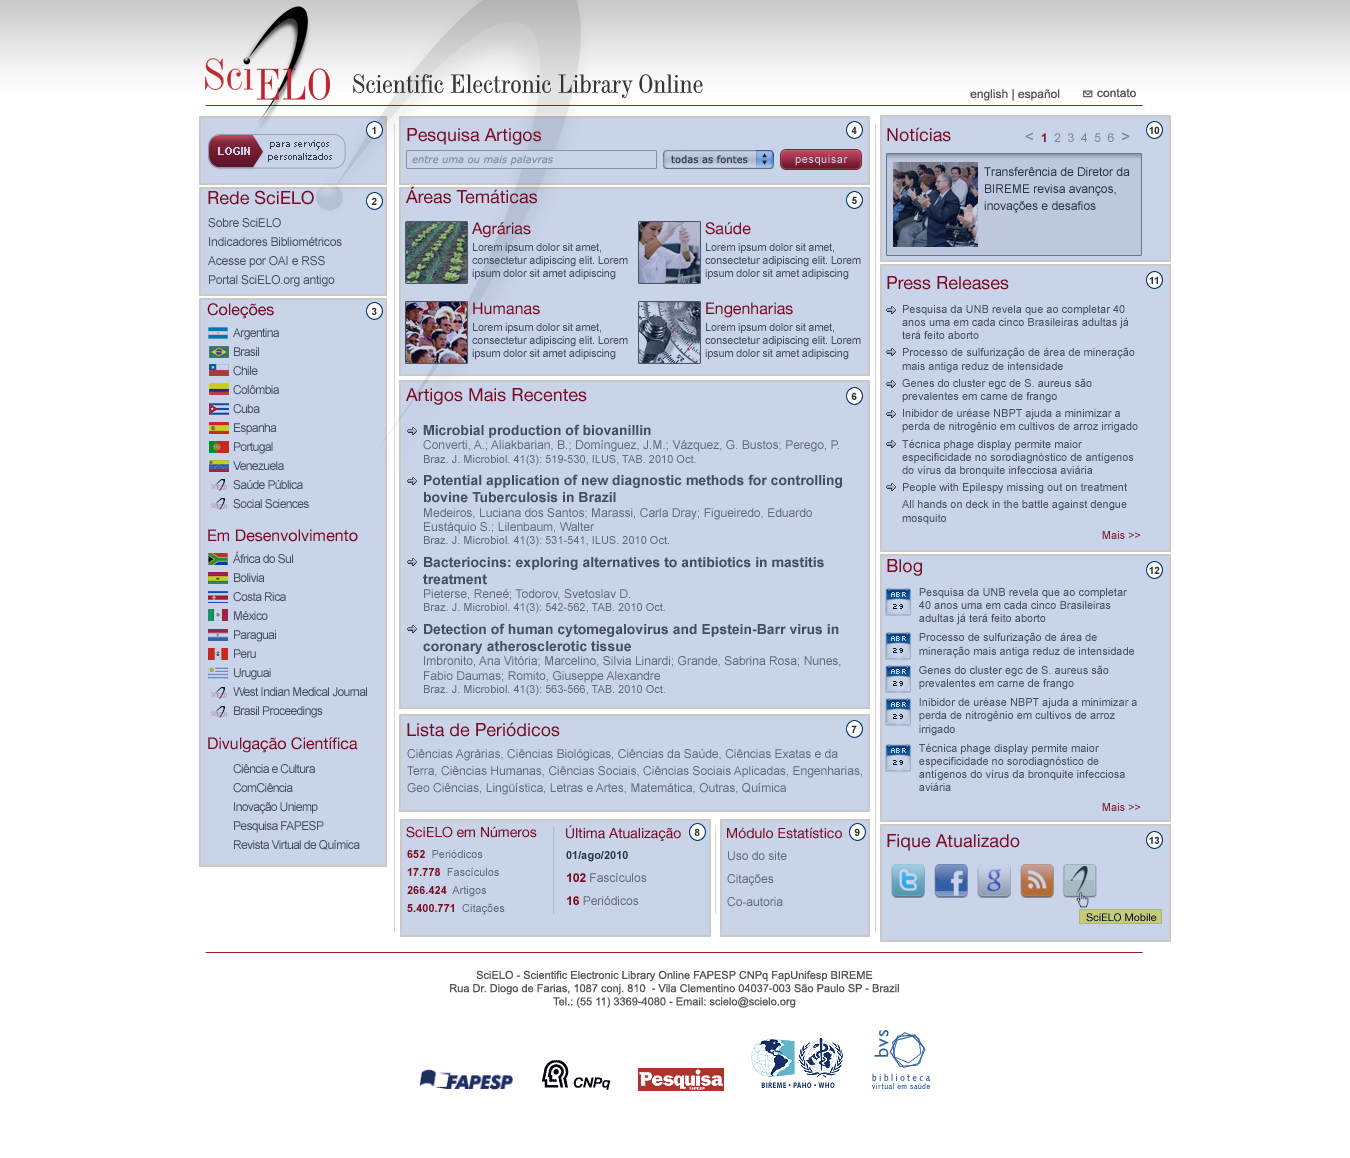 SciELO Scientific Electronic Library Online
english | español contato
1
LOGIN
para serviços
personalizados
2
Rede SciELO
Sobre SciELO
Indicadores Bibliométricos
Acesse por OAI e RSS
Portal SciELO.org antigo
3
Coleções
Argentina
Brasil
Chile
Colômbia
Cuba
Espanha
Portugal
Venezuela
Saúde Pública
Social Sciences
Em Desenvolvimento
África do Sul
Bolivia
Costa Rica
México
Paraguai
Peru
Uruguai
West Indian Medical Journal
Brasil Proceedings
Divulgação Científica
Ciência e Cultura
ComCiência
Inovação Uniemp
Pesquisa FAPESP
Revista Virtual de Química
4
Pesquisa Artigos
entre uma ou mais palavras
todas as fontes
pesquisar
5
Áreas Temáticas
Agrárias
Lorem ipsum dolor sit amet,
consectetur adipiscing elit. Lorem
ipsum dolor sit amet adipiscing
Saúde
Lorem ipsum dolor sit amet,
consectetur adipiscing elit. Lorem
ipsum dolor sit amet adipiscing
Humanas
Lorem ipsum dolor sit amet,
consectetur adipiscing elit. Lorem
ipsum dolor sit amet adipiscing
Engenharias
Lorem ipsum dolor sit amet,
consectetur adipiscing elit. Lorem
ipsum dolor sit amet adipiscing
6
Artigos Mais Recentes
Microbial production of biovanillin
Converti, A.; Aliakbarian, B.; Domínguez, J.M.; Vázquez, G. Bustos; Perego, P.
Braz. J. Microbiol. 41(3): 519-530, ILUS, TAB. 2010 Oct.
Potential application of new diagnostic methods for controlling
bovine Tuberculosis in Brazil
Medeiros, Luciana dos Santos; Marassi, Carla Dray; Figueiredo, Eduardo
Eustáquio S.; Lilenbaum, Walter
Braz. J. Microbiol. 41(3): 531-541, ILUS. 2010 Oct.
Bacteriocins: exploring alternatives to antibiotics in mastitis
treatment
Pieterse, Reneé; Todorov, Svetoslav D.
Braz. J. Microbiol. 41(3): 542-562, TAB. 2010 Oct.
Detection of human cytomegalovirus and Epstein-Barr virus in
coronary atherosclerotic tissue
Imbronito, Ana Vitória; Marcelino, Silvia Linardi; Grande, Sabrina Rosa; Nunes,
Fabio Daumas; Romito, Giuseppe Alexandre
Braz. J. Microbiol. 41(3): 563-566, TAB. 2010 Oct.
7
Lista de Periódicos
Ciências Agrárias, Ciências Biológicas, Ciências da Saúde, Ciências Exatas e da
Terra, Ciências Humanas, Ciências Sociais, Ciências Sociais Aplicadas, Engenharias,
Geo Ciências, Lingüística, Letras e Artes, Matemática, Outras, Química
8
SciELO em Números
652 Periódicos
17.778 Fascículos
266.424 Artigos
5.400.771 Citações
Última Atualização
01/ago/2010
102 Fascículos
16 Periódicos
9
Módulo Estatístico
Uso do site
Citações
Co-autoria
10
Notícias
< 1 2 3 4 5 6 >
Transferência de Diretor da
BIREME revisa avanços,
inovações e desafios
11
Press Releases
Pesquisa da UNB revela que ao completar 40
anos uma em cada cinco Brasileiras adultas já
terá feito aborto
Processo de sulfurização de área de mineração
mais antiga reduz de intensidade
Genes do cluster egc de S. aureus são
prevalentes em carne de frango
Inibidor de uréase NBPT ajuda a minimizar a
perda de nitrogênio em cultivos de arroz irrigado
Técnica phage display permite maior
especificidade no sorodiagnóstico de antígenos
do vírus da bronquite infecciosa aviária
People with Epilespy missing out on treatment
All hands on deck in the battle against dengue
mosquito
Mais >>
12
Blog
ABR
29
Pesquisa da UNB revela que ao completar
40 anos uma em cada cinco Brasileiras
adultas já terá feito aborto
ABR
29
Processo de sulfurização de área de
mineração mais antiga reduz de intensidade
ABR
29
Genes do cluster egc de S. aureus são
prevalentes em carne de frango
ABR
29
Inibidor de uréase NBPT ajuda a minimizar a
perda de nitrogênio em cultivos de arroz
irrigado
ABR
29
Técnica phage display permite maior
especificidade no sorodiagnóstico de
antígenos do vírus da bronquite infecciosa
aviária
Mais >>
13
Fique Atualizado
SciELO Mobile
SciELO - Scientific Electronic Library Online FAPESP CNPq FapUnifesp BIREME
Rua Dr. Diogo de Farias, 1087 conj. 810 - Vila Clementino 04037-003 São Paulo SP - Brazil
Tel.: (55 11) 3369-4080 - Email: scielo@scielo.org
FAPESP
CNPq
Pesquisa
FAPESP
BIREME • PAHO • WHO
bvs
biblioteca
virtual em saúde